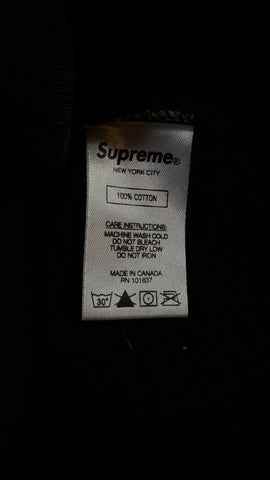 Supreme®
NEW YORK CITY
100% COTTON
CARE INSTRUCTIONS:
MACHINE WASH COLD
DO NOT BLEACH
TUMBLE DRY LOW
DO NOT IRON
MADE IN CANADA
RN 101837
30°